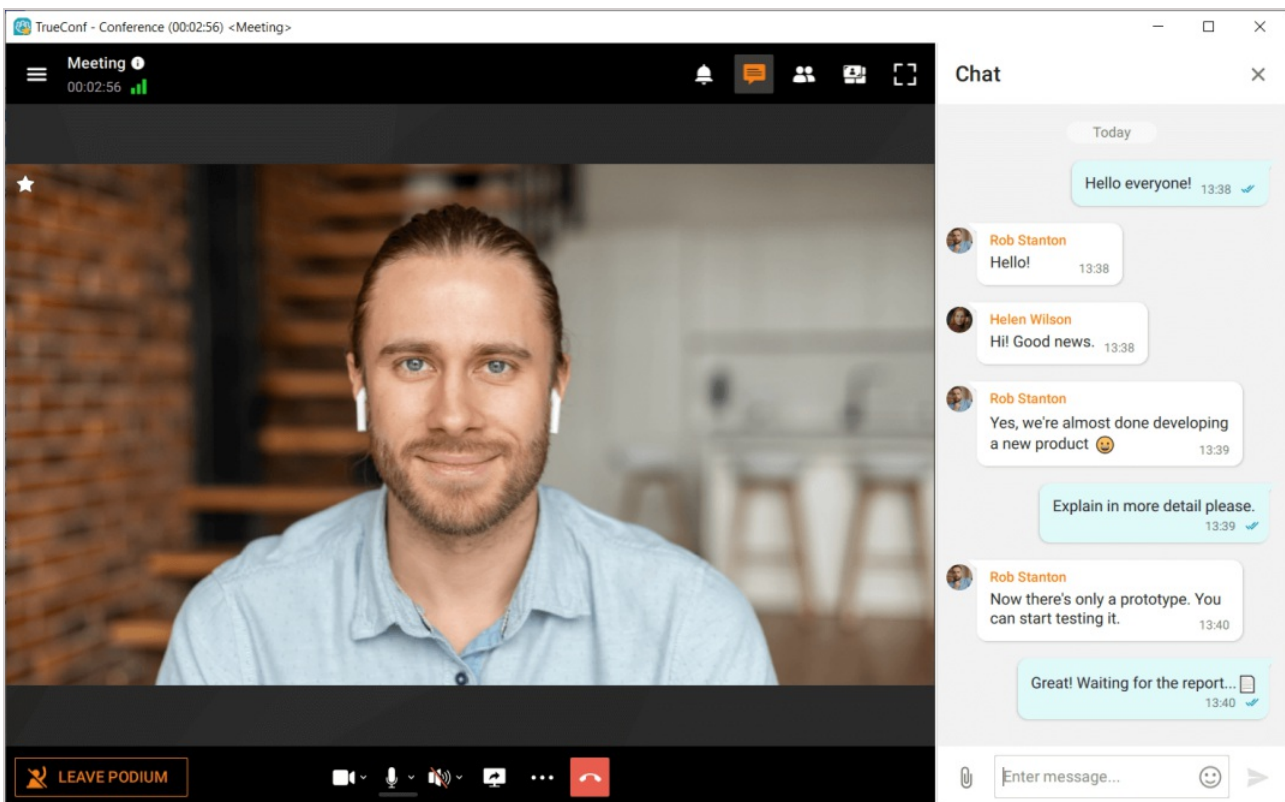 TrueConf - Conference (00:02:56) <Meeting>
Meeting
00:02:56
LEAVE PODIUM
Chat
Today
Hello everyone! 13:38
Rob Stanton
Hello! 13:38
Helen Wilson
Hi! Good news. 13:38
Rob Stanton
Yes, we're almost done developing
a new product 😀 13:39
Explain in more detail please.
13:39
Rob Stanton
Now there's only a prototype. You
can start testing it. 13:40
Great! Waiting for the report...
13:40
Enter message...